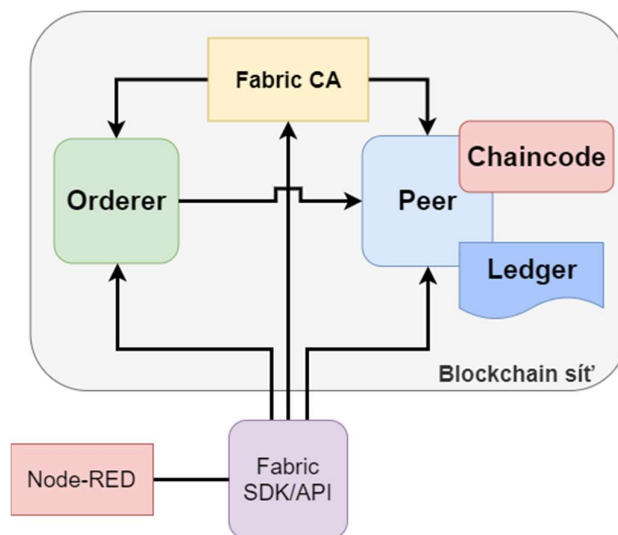 Fabric CA
Chaincode
Orderer
Peer
Ledger
Blockchain síť
Node-RED
Fabric
SDK/API